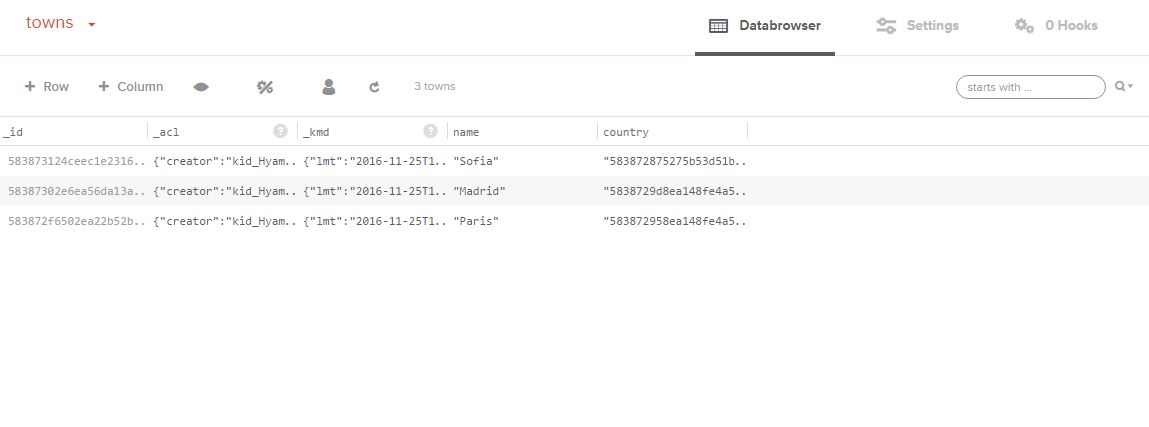 towns
Databrowser
Settings
0 Hooks
+ Row
+ Column
3 towns
starts with ...
_id _acl ? _kmd ? name country
583873124ceec1e2316.. {"creator":"kid_Hyam.. {"lmt":"2016-11-25T1.. "Sofia" "583872875275b53d51b..
58387302e6ea56da13a.. {"creator":"kid_Hyam.. {"lmt":"2016-11-25T1.. "Madrid" "5838729d8ea148fe4a5..
583872f6502ea22b52b.. {"creator":"kid_Hyam.. {"lmt":"2016-11-25T1.. "Paris" "583872958ea148fe4a5..